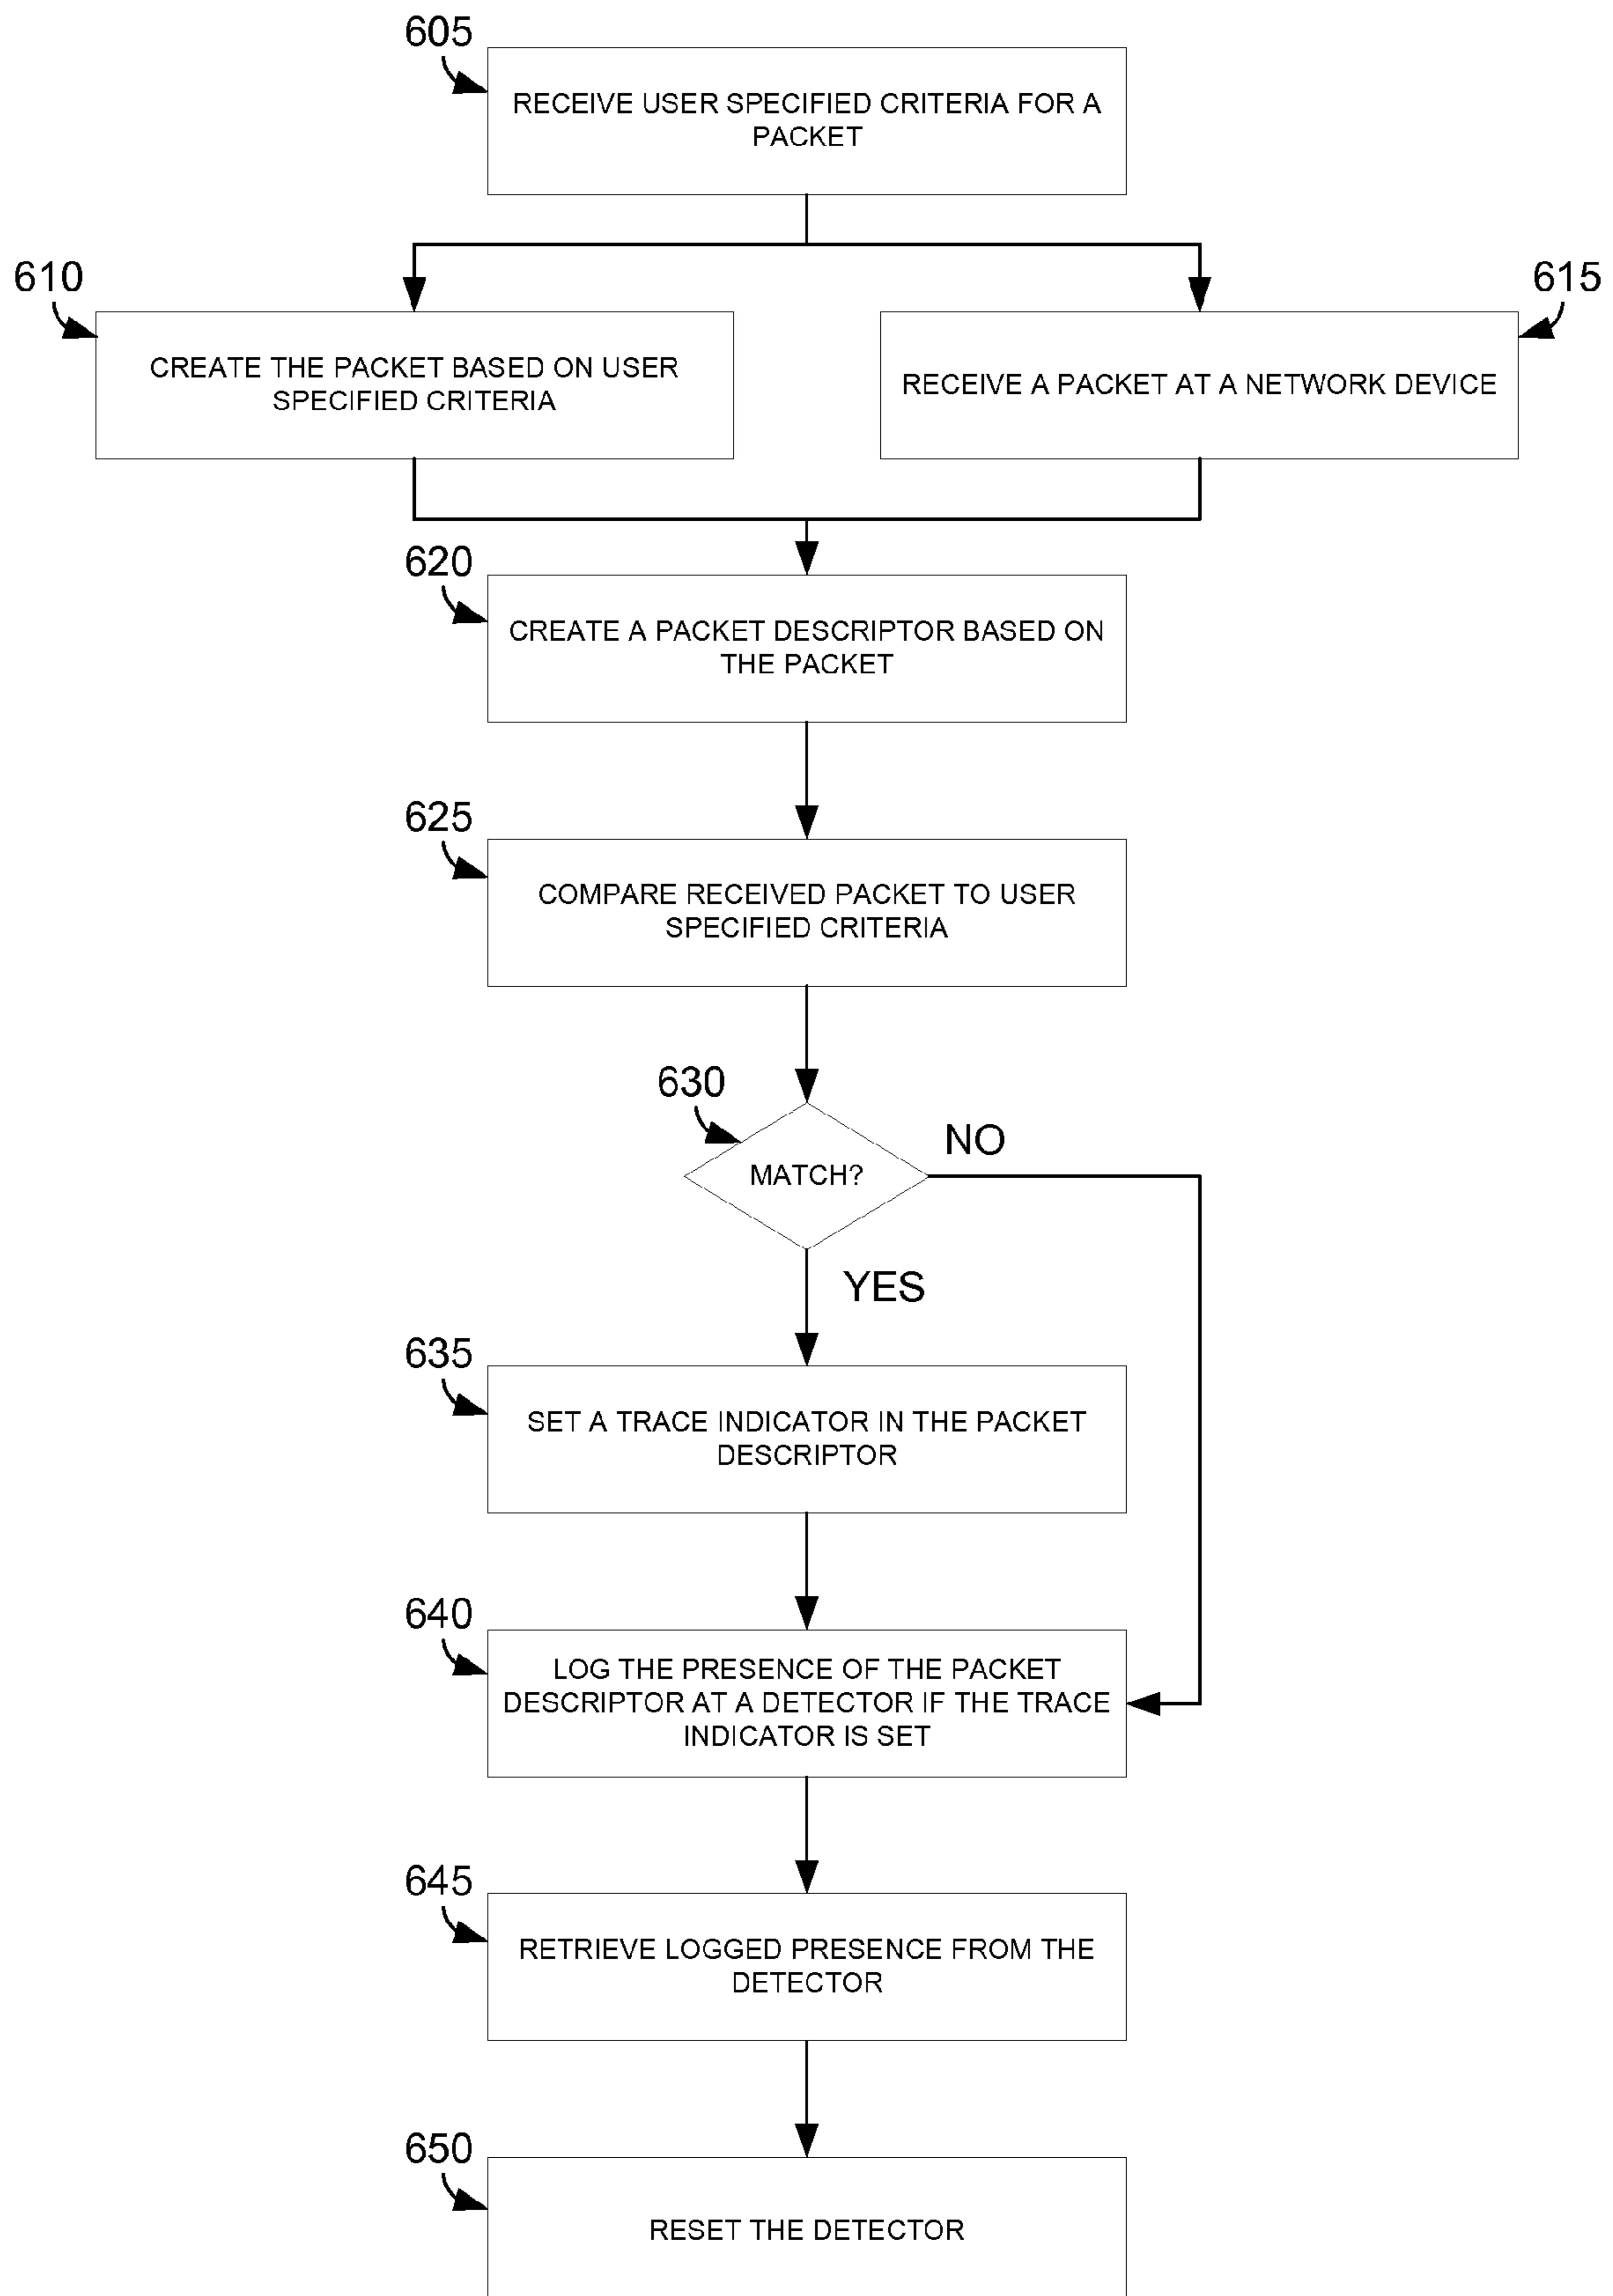 605
RECEIVE USER SPECIFIED CRITERIA FOR A
PACKET
610
615
CREATE THE PACKET BASED ON USER
SPECIFIED CRITERIA
RECEIVE A PACKET AT A NETWORK DEVICE
620
CREATE A PACKET DESCRIPTOR BASED ON
THE PACKET
625
COMPARE RECEIVED PACKET TO USER
SPECIFIED CRITERIA
630
NO
MATCH?
YES
635
SET A TRACE INDICATOR IN THE PACKET
DESCRIPTOR
640
LOG THE PRESENCE OF THE PACKET
DESCRIPTOR AT A DETECTOR IF THE TRACE
INDICATOR IS SET
645
RETRIEVE LOGGED PRESENCE FROM THE
DETECTOR
650
RESET THE DETECTOR